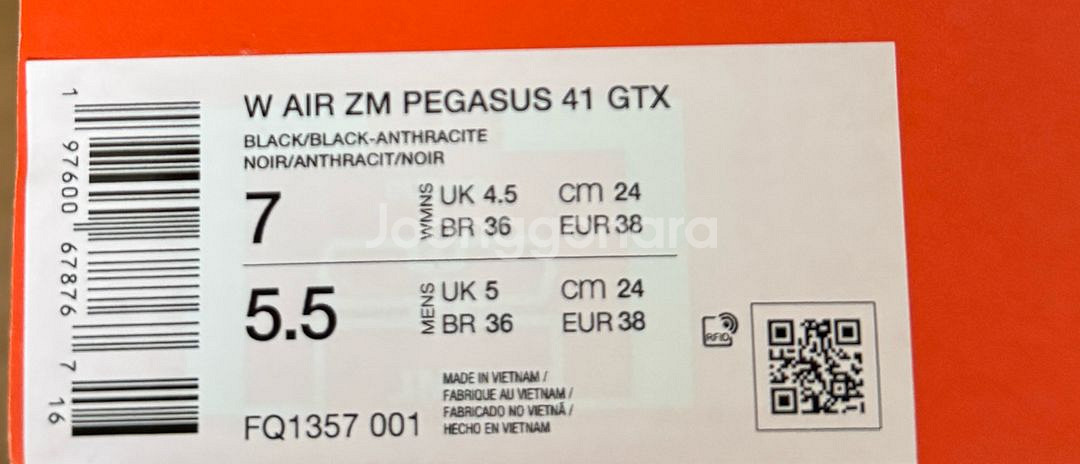 W AIR ZM PEGASUS 41 GTX
BLACK/BLACK-ANTHRACITE
NOIR/ANTHRACIT/NOIR
7
WMNS
UK 4.5 CM 24
BR 36 EUR 38
5.5
MENS
UK 5 CM 24
BR 36 EUR 38
MADE IN VIETNAM /
FABRIQUE AU VIETNAM /
FABRICADO NO VIETNÃ /
HECHO EN VIETNAM
FQ1357 001
RFID
1 97600 67876 7 16
Joonggonara